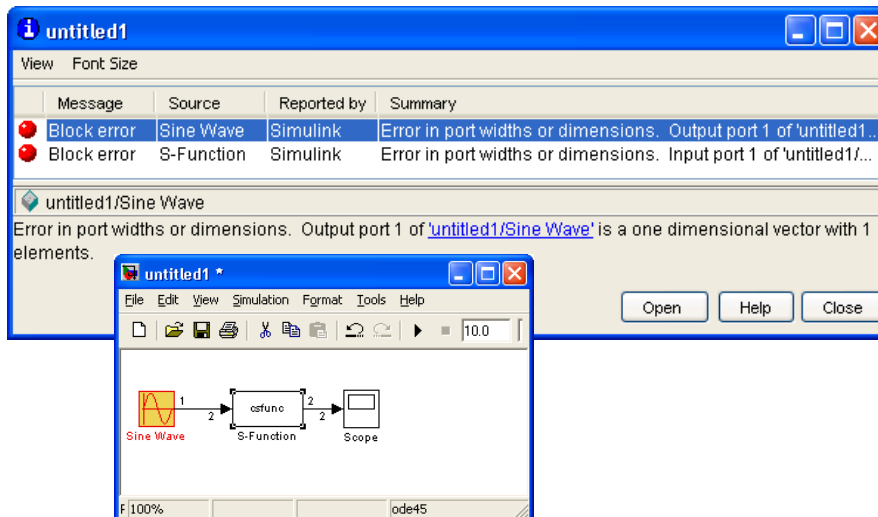 untitled1
View Font Size
Message Source Reported by Summary
Block error Sine Wave Simulink Error in port widths or dimensions. Output port 1 of 'untitled1...
Block error S-Function Simulink Error in port widths or dimensions. Input port 1 of 'untitled1/...
untitled1/Sine Wave
Error in port widths or dimensions. Output port 1 of 'untitled1/Sine Wave' is a one dimensional vector with 1
elements.
Open Help Close
untitled1 *
File Edit View Simulation Format Tools Help
10.0
1 2 csfunc 2 2
Sine Wave S-Function Scope
F 100% ode45